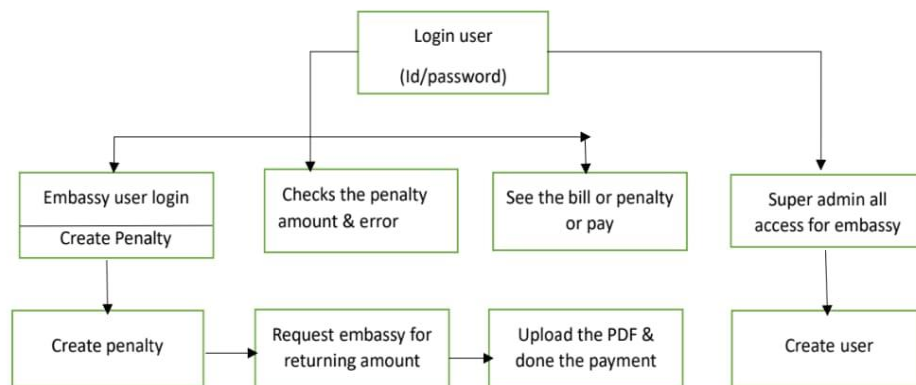 Login user
(Id/password)
Embassy user login
Create Penalty
Checks the penalty
amount & error
See the bill or penalty
or pay
Super admin all
access for embassy
Create penalty
Request embassy for
returning amount
Upload the PDF &
done the payment
Create user